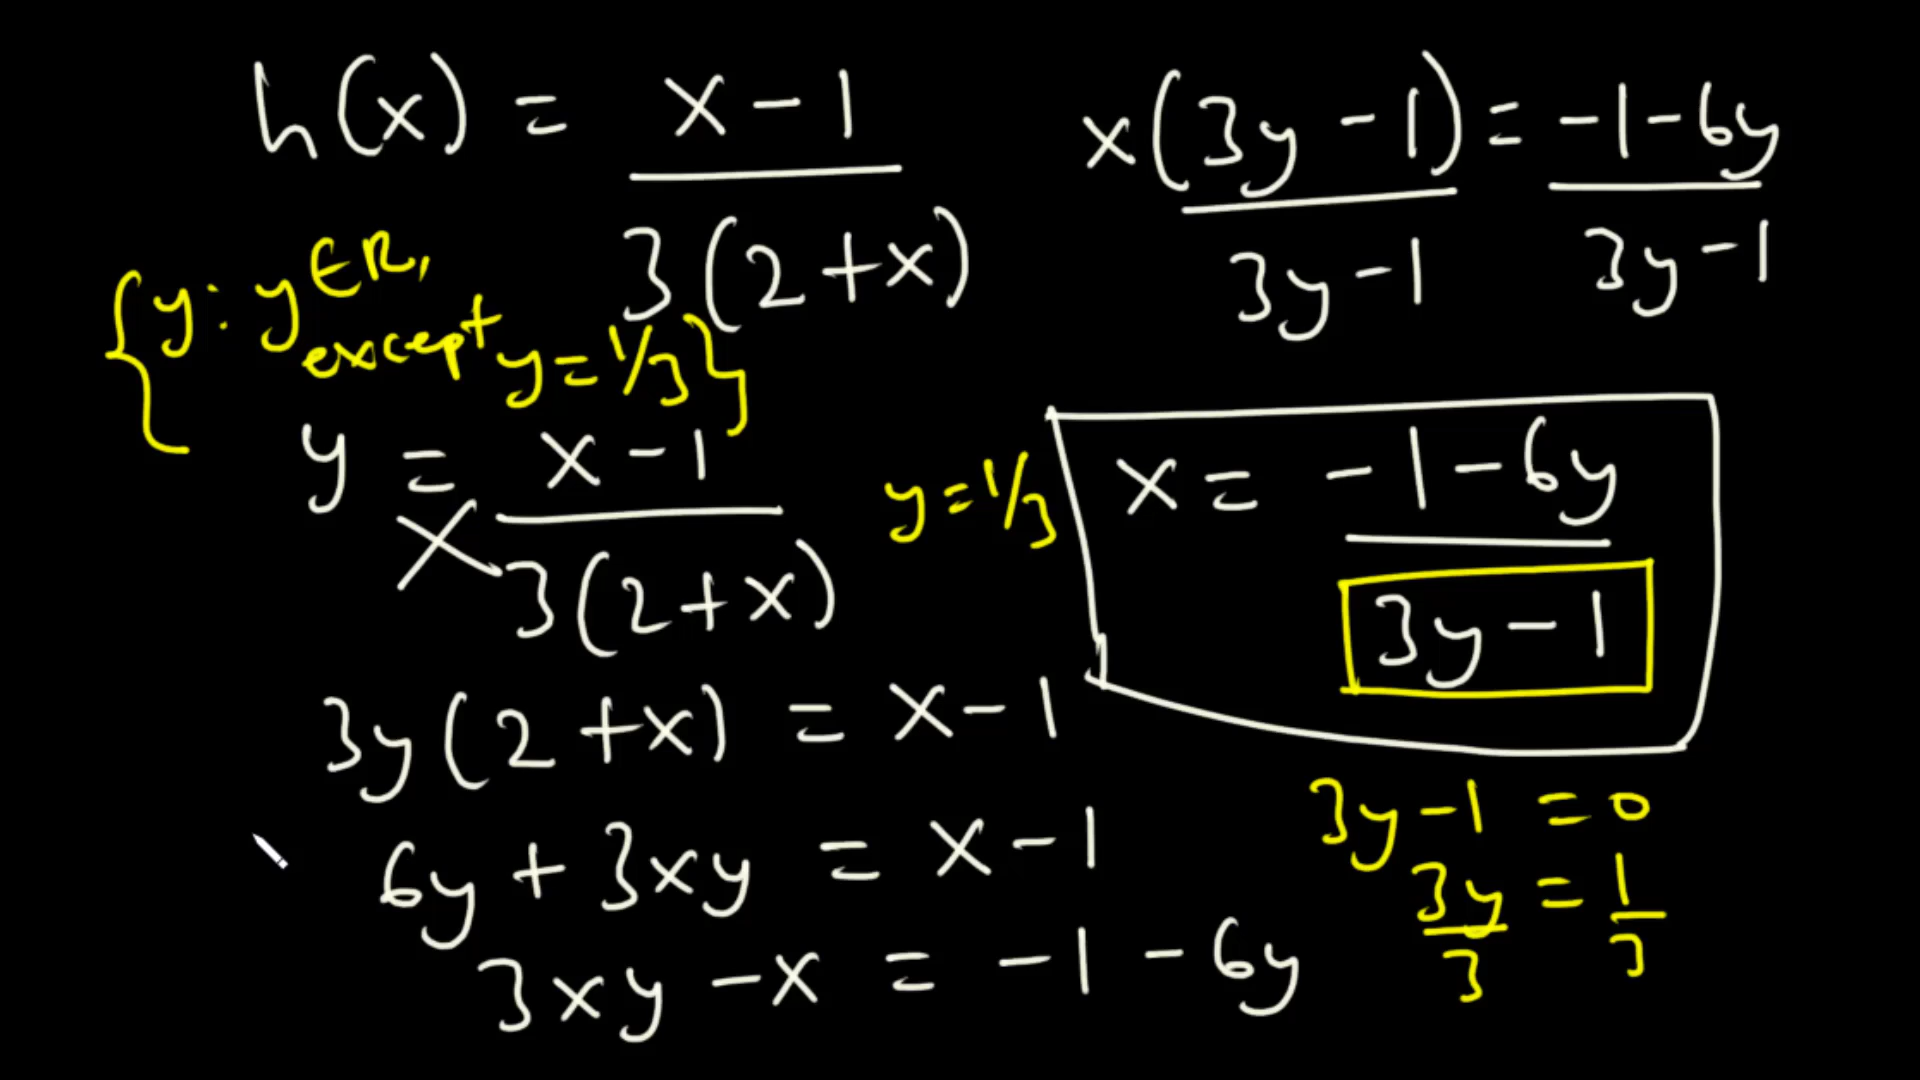 h(x) = x - 1
3(2+x)
{y: y∈R,
except y = 1/3}
y = x - 1
3(2+x)
3y(2+x) = x - 1
6y + 3xy = x - 1
3xy - x = -1 - 6y
x(3y - 1) = -1 - 6y
3y - 1 3y - 1
y = 1/3
x = -1 - 6y
3y - 1
3y - 1 = 0
3y = 1
3 3